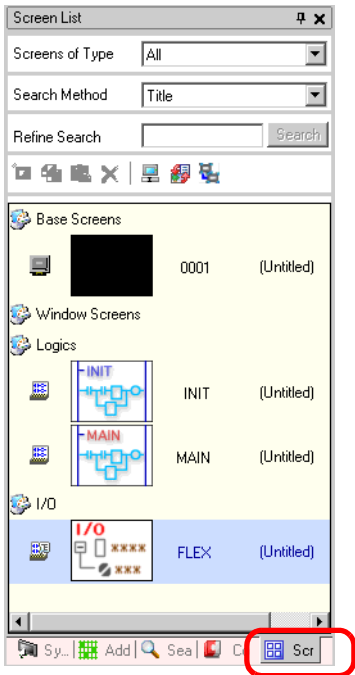 Screen List
Screens of Type All
Search Method Title
Refine Search Search
Base Screens
0001 (Untitled)
Window Screens
Logics
INIT
INIT (Untitled)
MAIN
MAIN (Untitled)
I/O
I/O
****
***
FLEX (Untitled)
Sy... Add Sea Co Scr